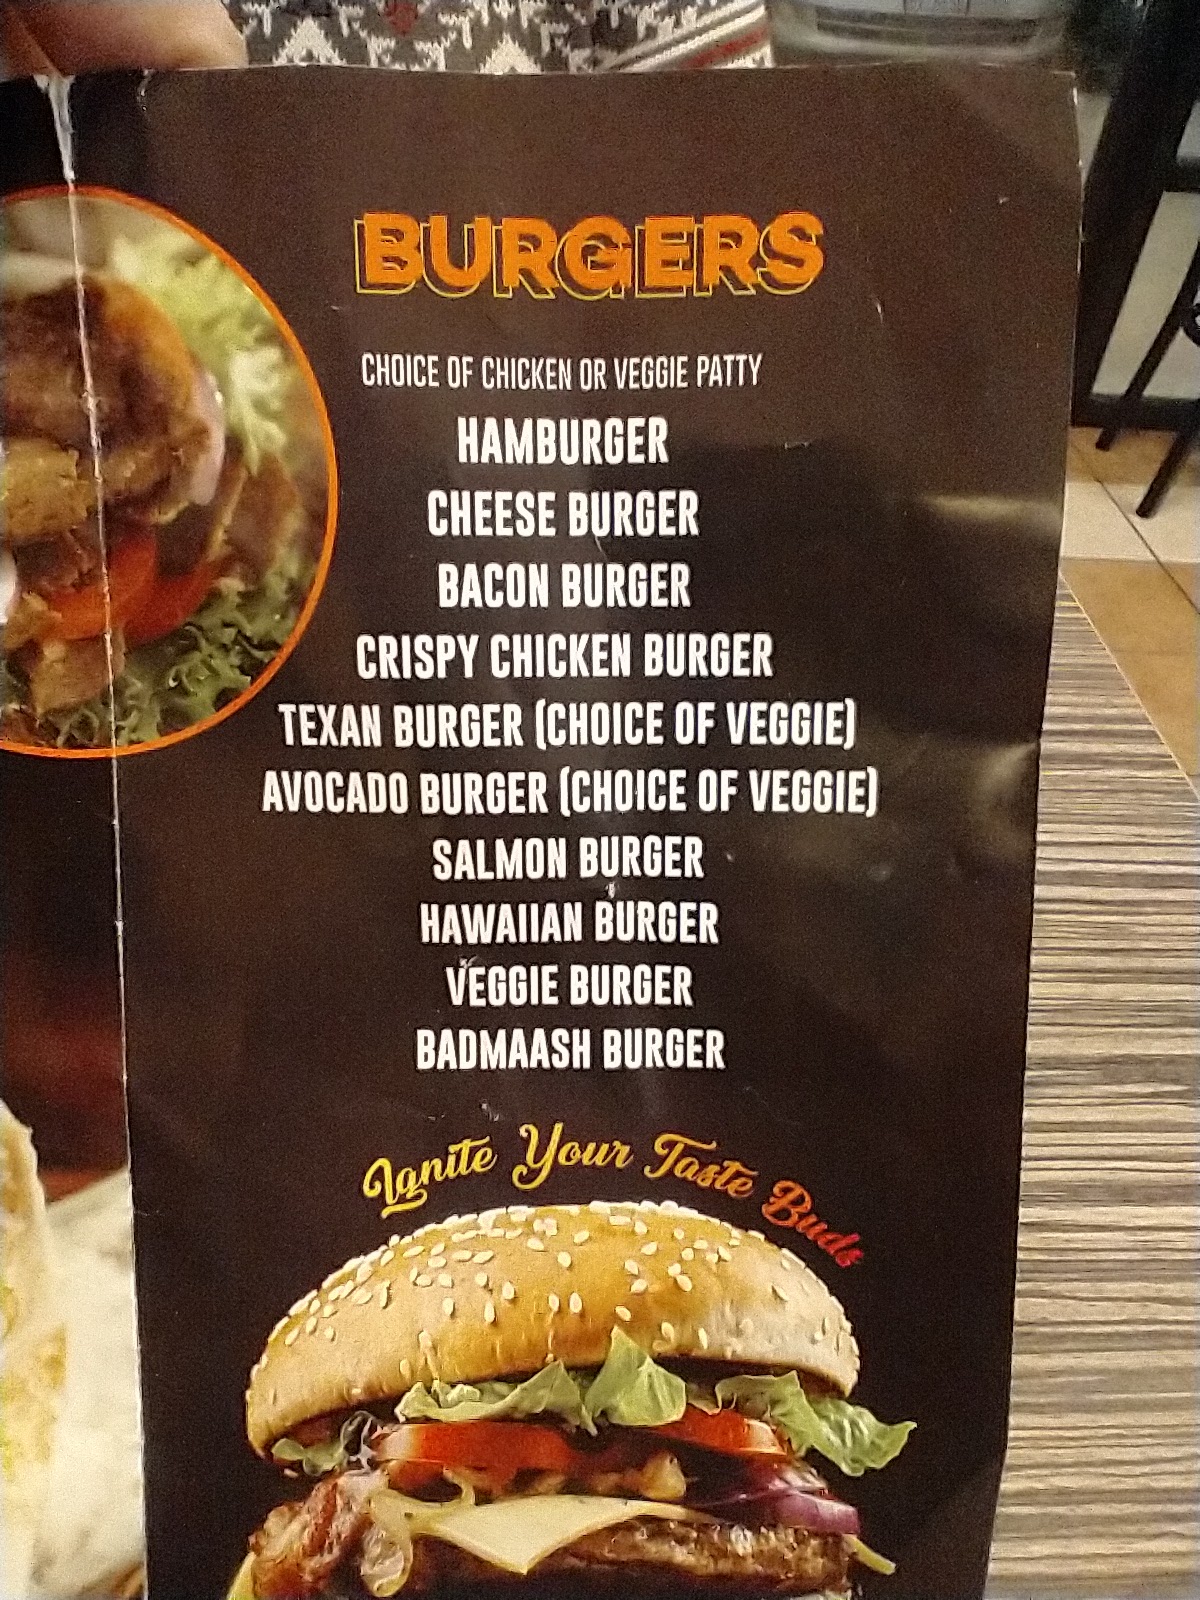 BURGERS
CHOICE OF CHICKEN OR VEGGIE PATTY
HAMBURGER
CHEESE BURGER
BACON BURGER
CRISPY CHICKEN BURGER
TEXAN BURGER (CHOICE OF VEGGIE)
AVOCADO BURGER (CHOICE OF VEGGIE)
SALMON BURGER
HAWAIIAN BURGER
VEGGIE BURGER
BADMAASH BURGER
Ignite Your Taste Buds